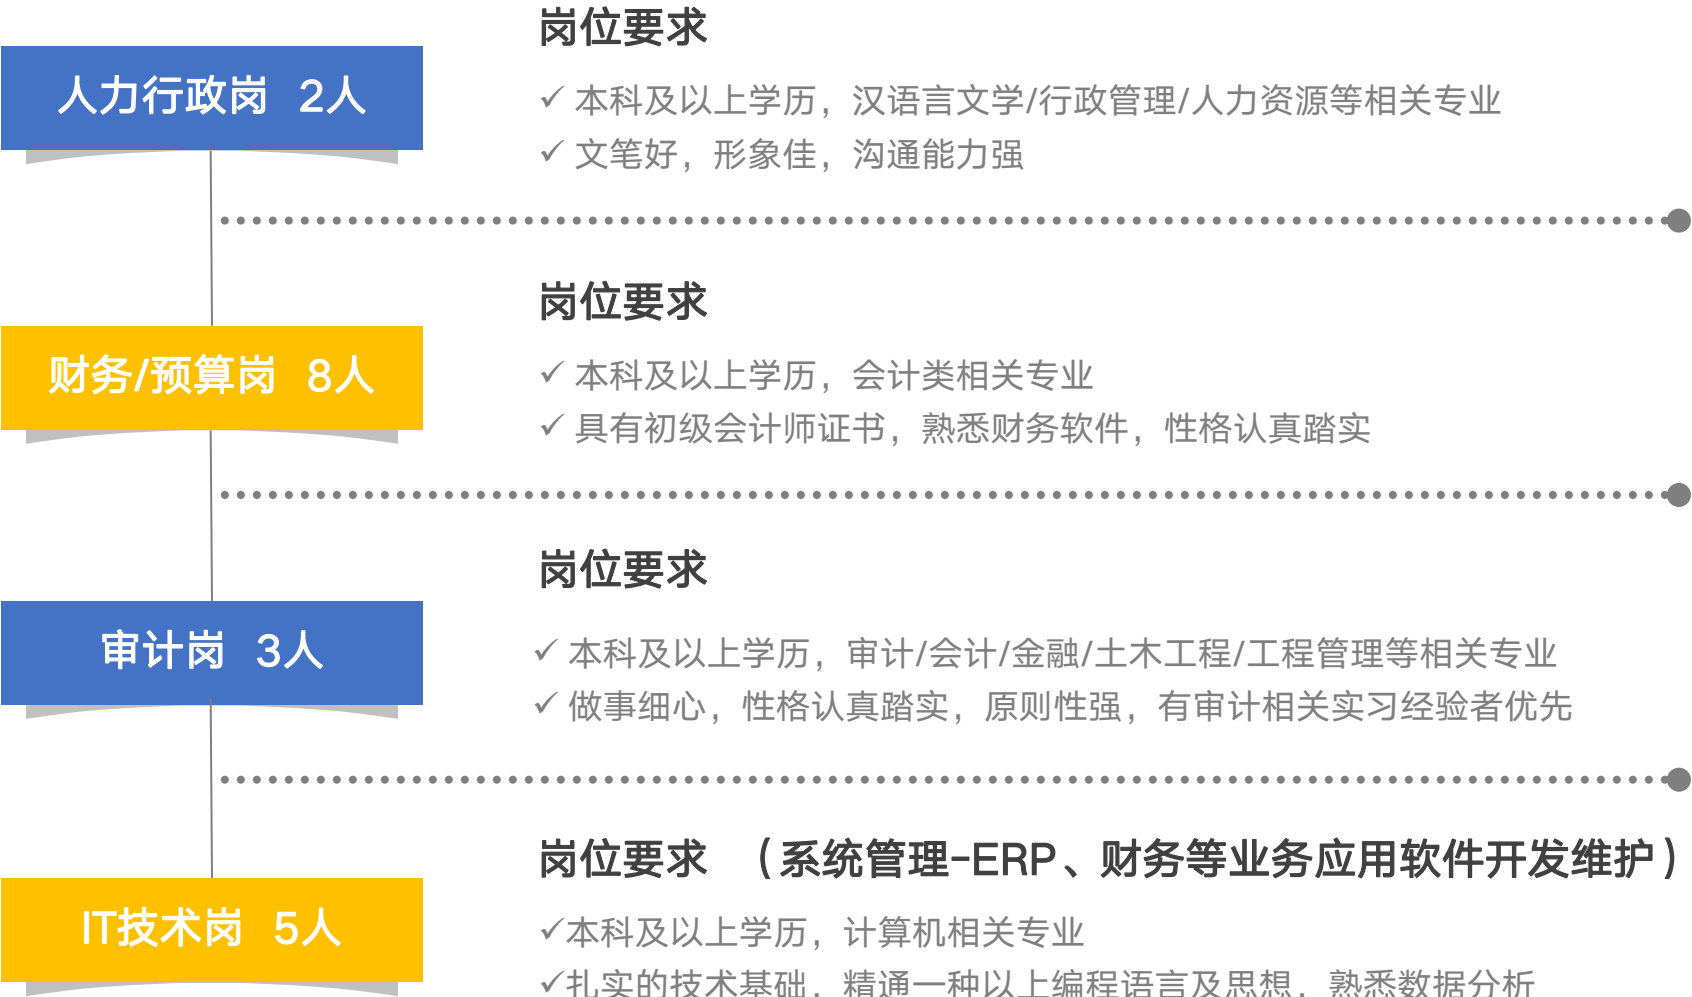 岗位要求
人力行政岗 2人
✓ 本科及以上学历，汉语言文学/行政管理/人力资源等相关专业
✓ 文笔好，形象佳，沟通能力强
岗位要求
财务/预算岗 8人
✓ 本科及以上学历，会计类相关专业
✓ 具有初级会计师证书，熟悉财务软件，性格认真踏实
岗位要求
审计岗 3人
✓ 本科及以上学历，审计/会计/金融/土木工程/工程管理等相关专业
✓ 做事细心，性格认真踏实，原则性强，有审计相关实习经验者优先
岗位要求 （系统管理-ERP、财务等业务应用软件开发维护）
IT技术岗 5人
✓本科及以上学历，计算机相关专业
✓扎实的技术基础，精通一种以上编程语言及思想，熟悉数据分析